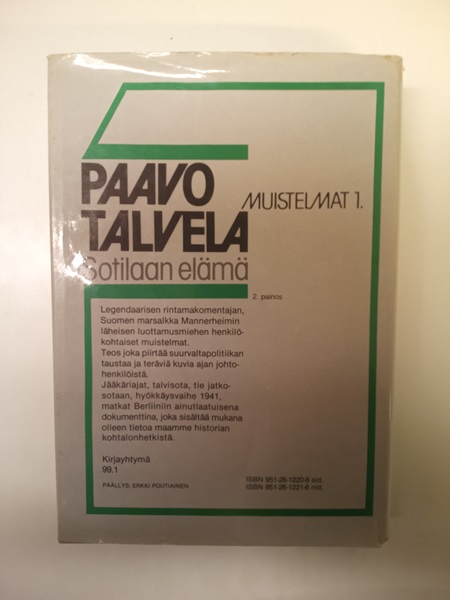 PAAVO
TALVELA
MUISTELMAT 1.
Sotilaan elämä
2. painos
Legendaarisen rintamakomentajan,
Suomen marsalkka Mannerheimin
läheisen luottamusmiehen henkilö-
kohtaiset muistelmat.
Teos joka piirtää suurvaltapolitiikan
taustaa ja teräviä kuvia ajan johto-
henkilöistä.
Jääkäriajat, talvisota, tie jatko-
sotaan, hyökkäysvaihe 1941,
matkat Berliiniin ainutlaatuisena
dokumenttina, joka sisältää mukana
olleen tietoa maamme historian
kohtalonhetkistä.
Kirjayhtymä
99.1
PÄÄLLYS: ERKKI POUTIAINEN
ISBN 951-26-1220-8 sid.
ISBN 951-26-1221-6 nid.